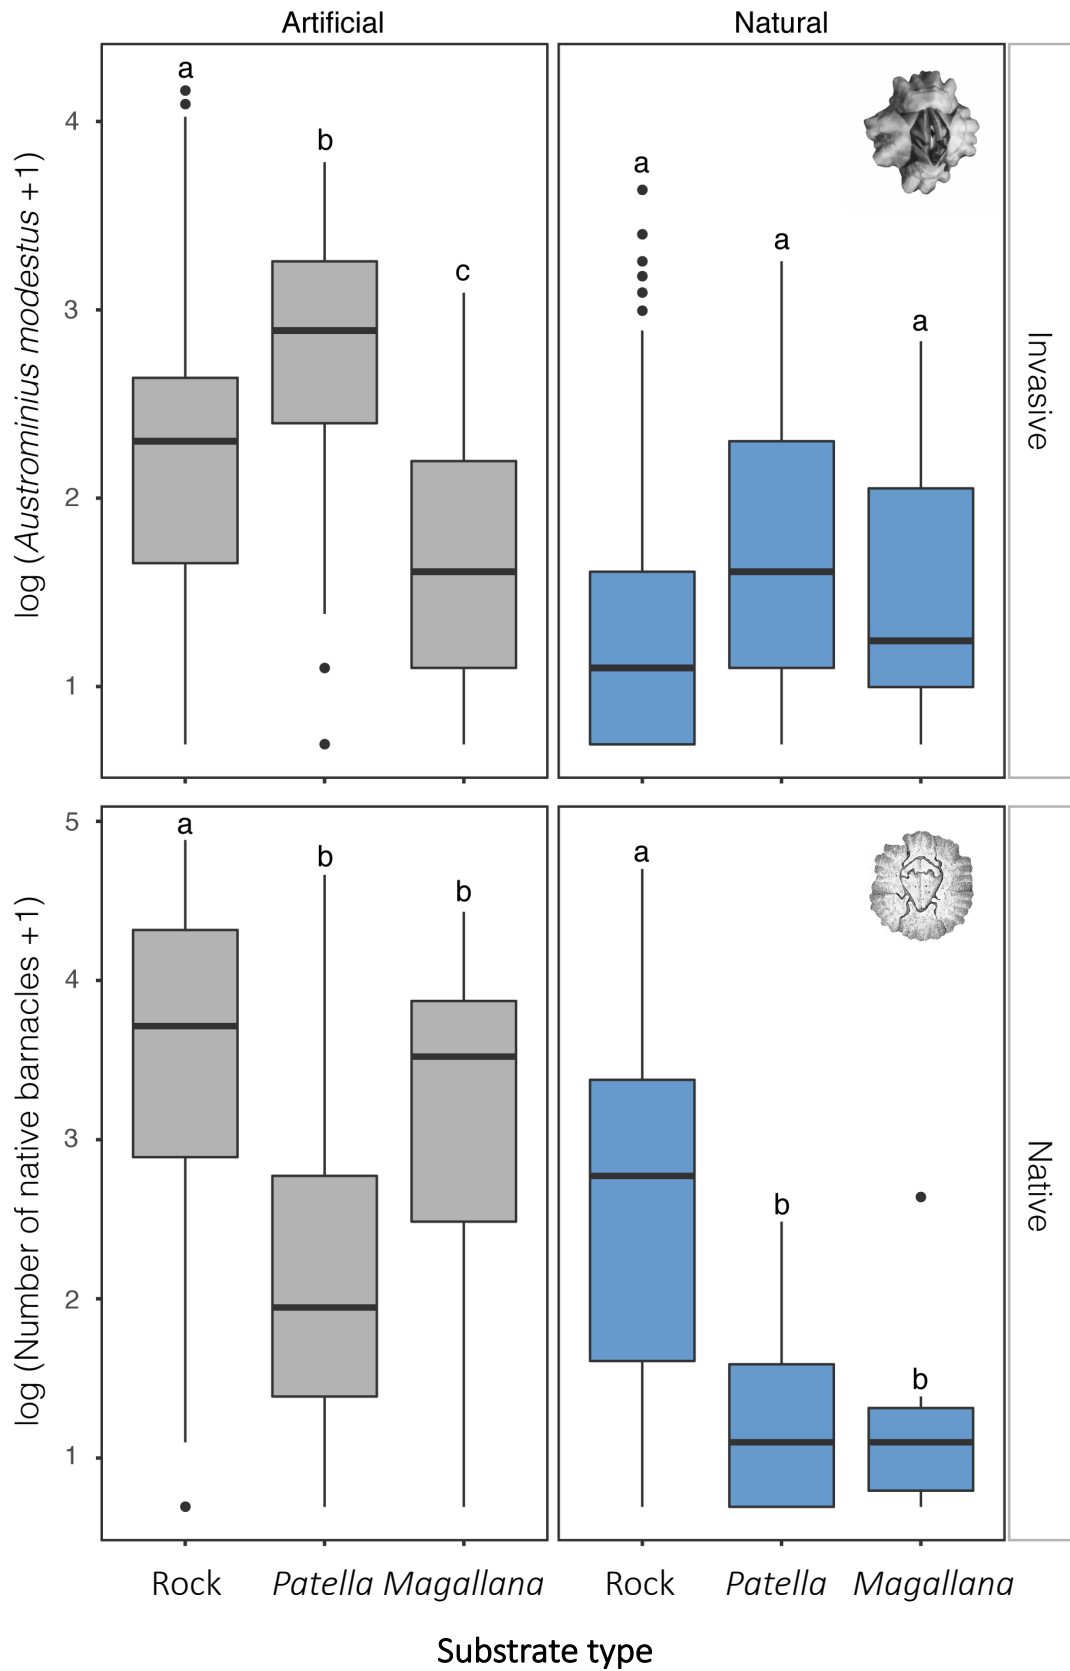 Artificial
Natural
log (Austrominius modestus +1)
4
3
2
1
a
b
c
a
a
a
Invasive
log (Number of native barnacles +1)
5
4
3
2
1
a
b
b
a
b
b
Native
Rock
Patella
Magallana
Rock
Patella
Magallana
Substrate type